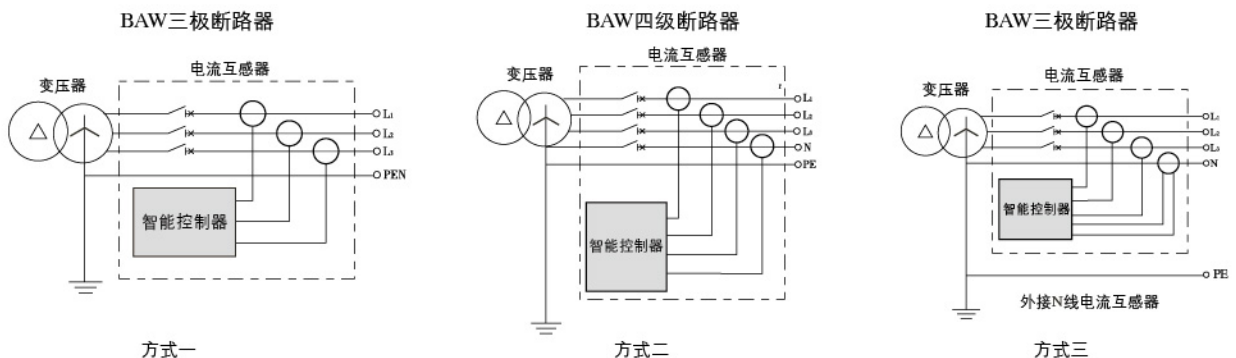 BAW三极断路器
电流互感器
变压器
L1
L2
L3
PEN
智能控制器
方式一
BAW四级断路器
电流互感器
变压器
L1
L2
L3
N
PE
智能控制器
方式二
BAW三极断路器
电流互感器
变压器
L1
L2
L3
N
智能控制器
PE
外接N线电流互感器
方式三